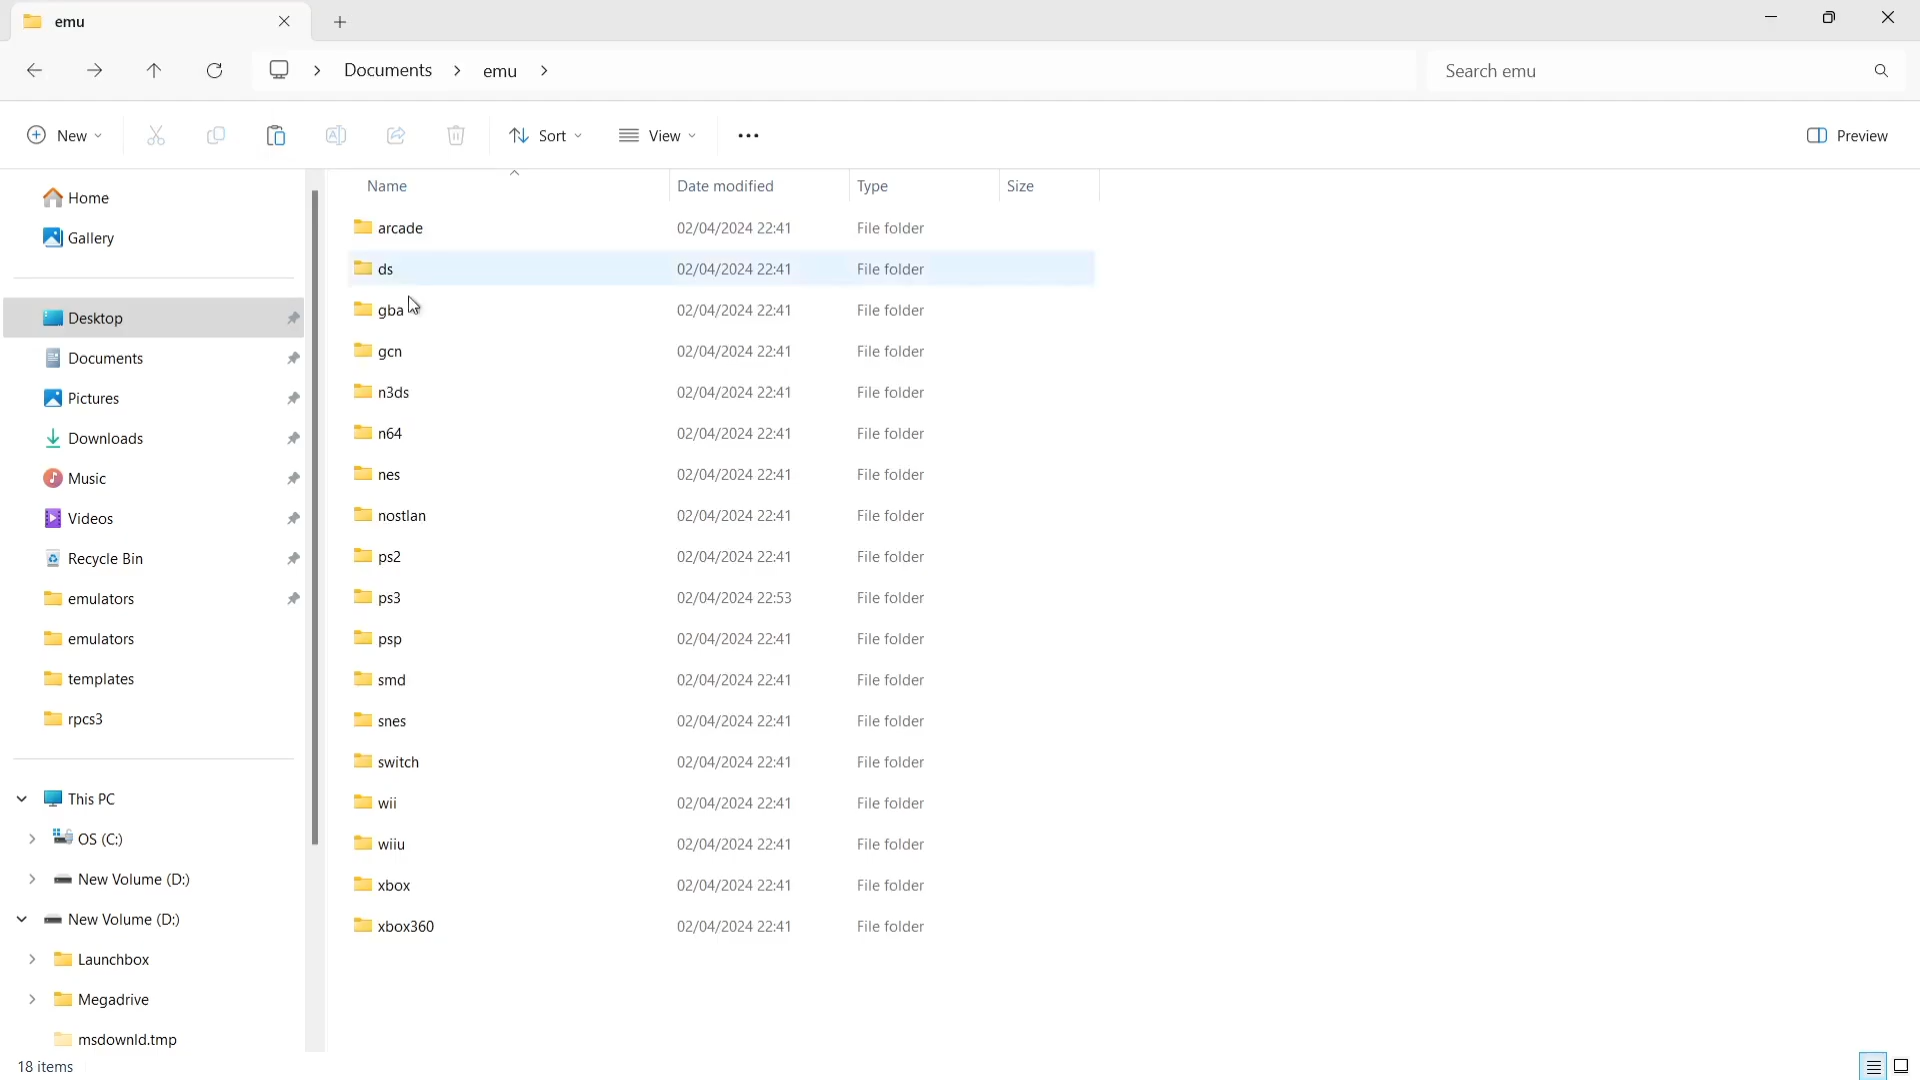 emu
Documents > emu >
Search emu
New
Sort
View
Preview
Home
Gallery
Desktop
Documents
Pictures
Downloads
Music
Videos
Recycle Bin
emulators
emulators
templates
rpcs3
This PC
OS (C:)
New Volume (D:)
New Volume (D:)
Launchbox
Megadrive
msdownld.tmp
Name Date modified Type Size
arcade 02/04/2024 22:41 File folder
ds 02/04/2024 22:41 File folder
gba 02/04/2024 22:41 File folder
gcn 02/04/2024 22:41 File folder
n3ds 02/04/2024 22:41 File folder
n64 02/04/2024 22:41 File folder
nes 02/04/2024 22:41 File folder
nostlan 02/04/2024 22:41 File folder
ps2 02/04/2024 22:41 File folder
ps3 02/04/2024 22:53 File folder
psp 02/04/2024 22:41 File folder
smd 02/04/2024 22:41 File folder
snes 02/04/2024 22:41 File folder
switch 02/04/2024 22:41 File folder
wii 02/04/2024 22:41 File folder
wiiu 02/04/2024 22:41 File folder
xbox 02/04/2024 22:41 File folder
xbox360 02/04/2024 22:41 File folder
18 items